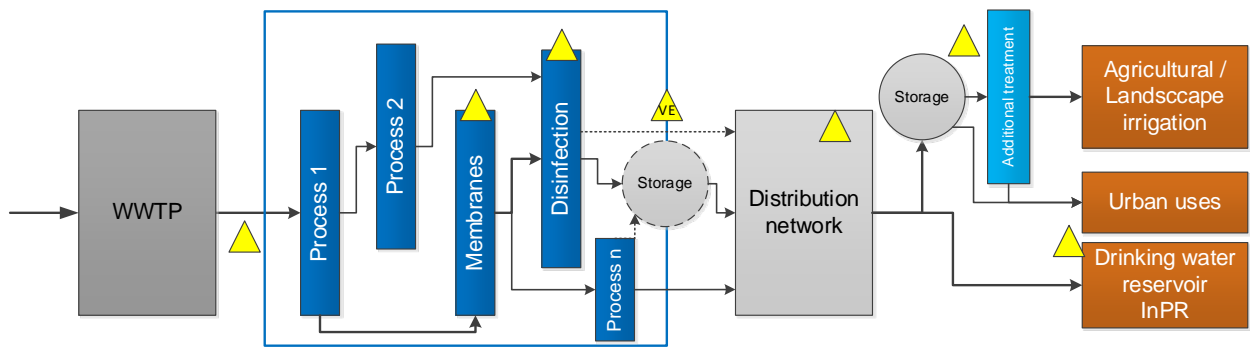 WWTP
Process 1
Process 2
Membranes
Disinfection
VE
Storage
Process n
Distribution
network
Storage
Additional treatment
Agricultural /
Landsccape
irrigation
Urban uses
Drinking water
reservoir
InPR